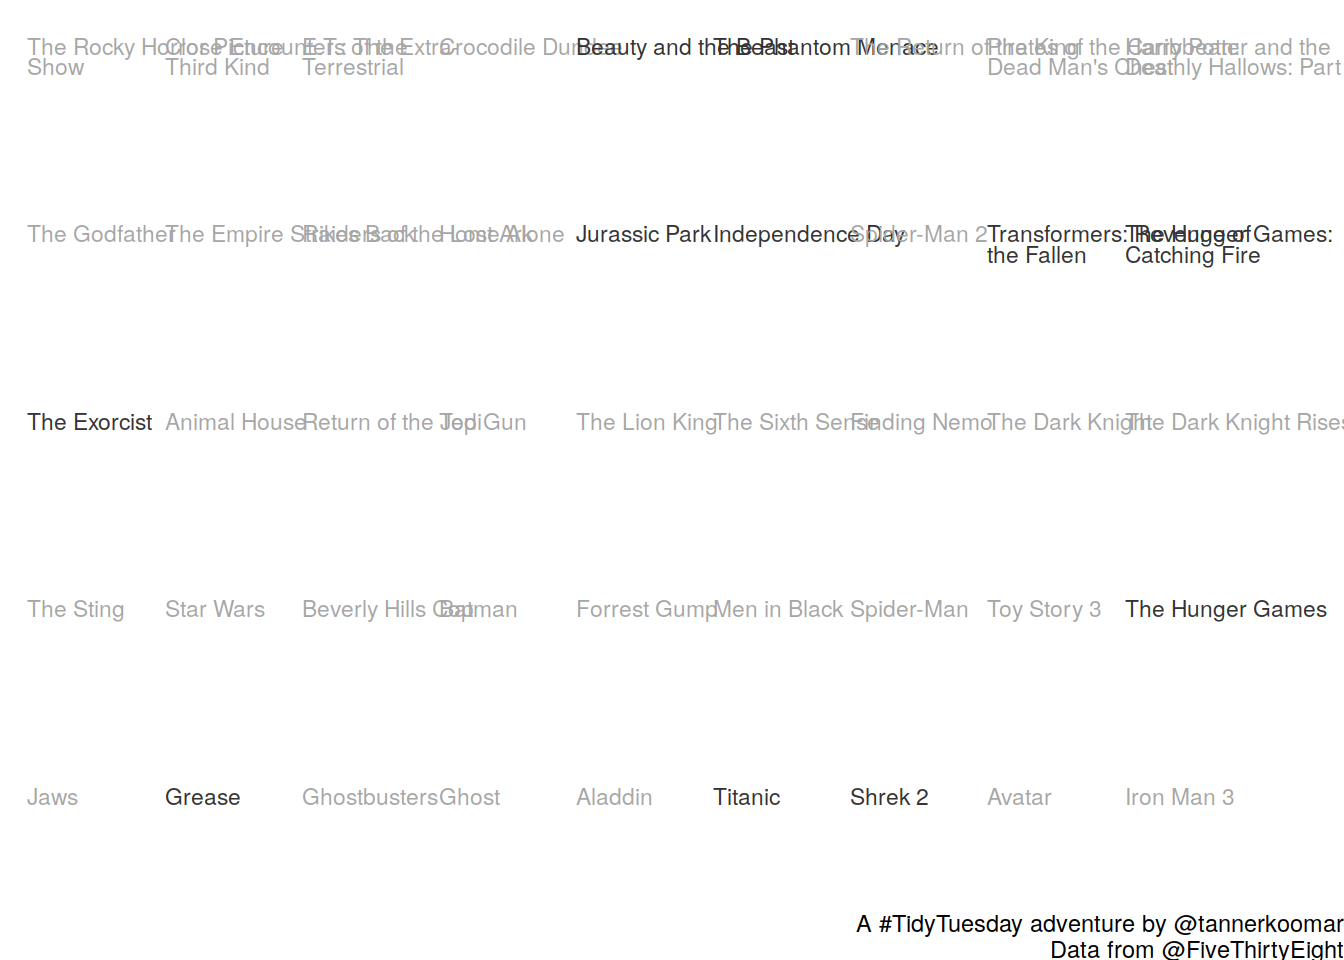 The Rocky Horror Picture
Show
Close Encounters of the
Third Kind
E.T.: The Extra-
Terrestrial
Crocodile Dundee
Beauty and the Beast
The Phantom Menace
The Return of the King
Pirates of the Caribbean:
Dead Man's Chest
Harry Potter and the
Deathly Hallows: Part
The Godfather
The Empire Strikes Back
Raiders of the Lost Ark
Home Alone
Jurassic Park
Independence Day
Spider-Man 2
Transformers: Revenge of
the Fallen
The Hunger Games:
Catching Fire
The Exorcist
Animal House
Return of the Jedi
Top Gun
The Lion King
The Sixth Sense
Finding Nemo
The Dark Knight
The Dark Knight Rises
The Sting
Star Wars
Beverly Hills Cop
Batman
Forrest Gump
Men in Black
Spider-Man
Toy Story 3
The Hunger Games
Jaws
Grease
Ghostbusters
Ghost
Aladdin
Titanic
Shrek 2
Avatar
Iron Man 3
A #TidyTuesday adventure by @tannerkoomar
Data from @FiveThirtyEight